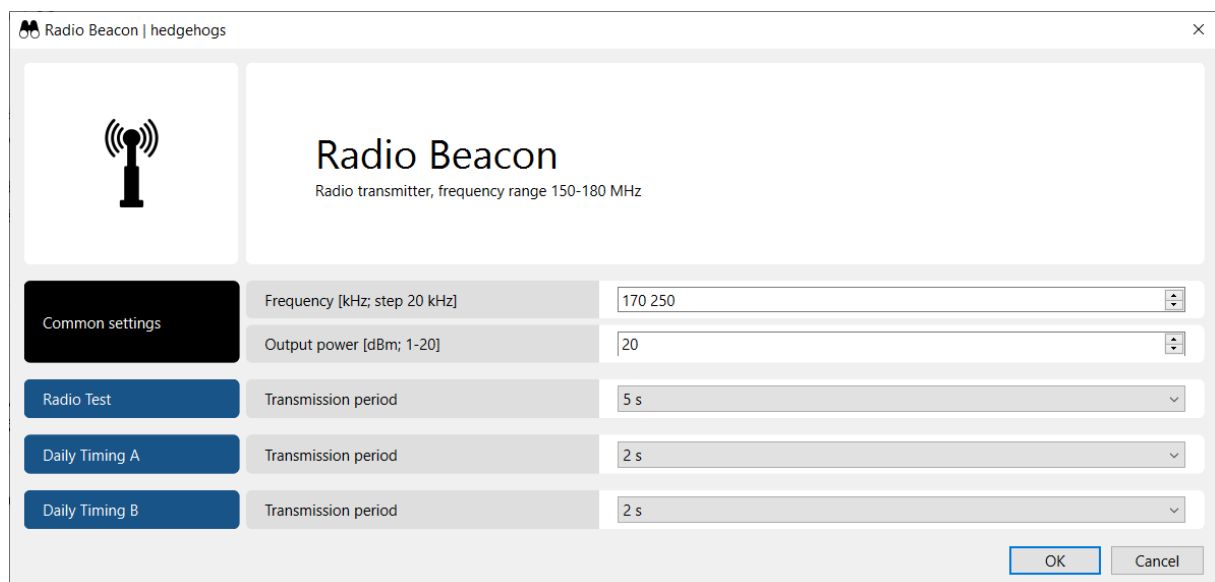 Radio Beacon | hedgehogs
Radio Beacon
Radio transmitter, frequency range 150-180 MHz
Common settings
Frequency [kHz; step 20 kHz]
170 250
Output power [dBm; 1-20]
20
Radio Test
Transmission period
5 s
Daily Timing A
Transmission period
2 s
Daily Timing B
Transmission period
2 s
OK
Cancel